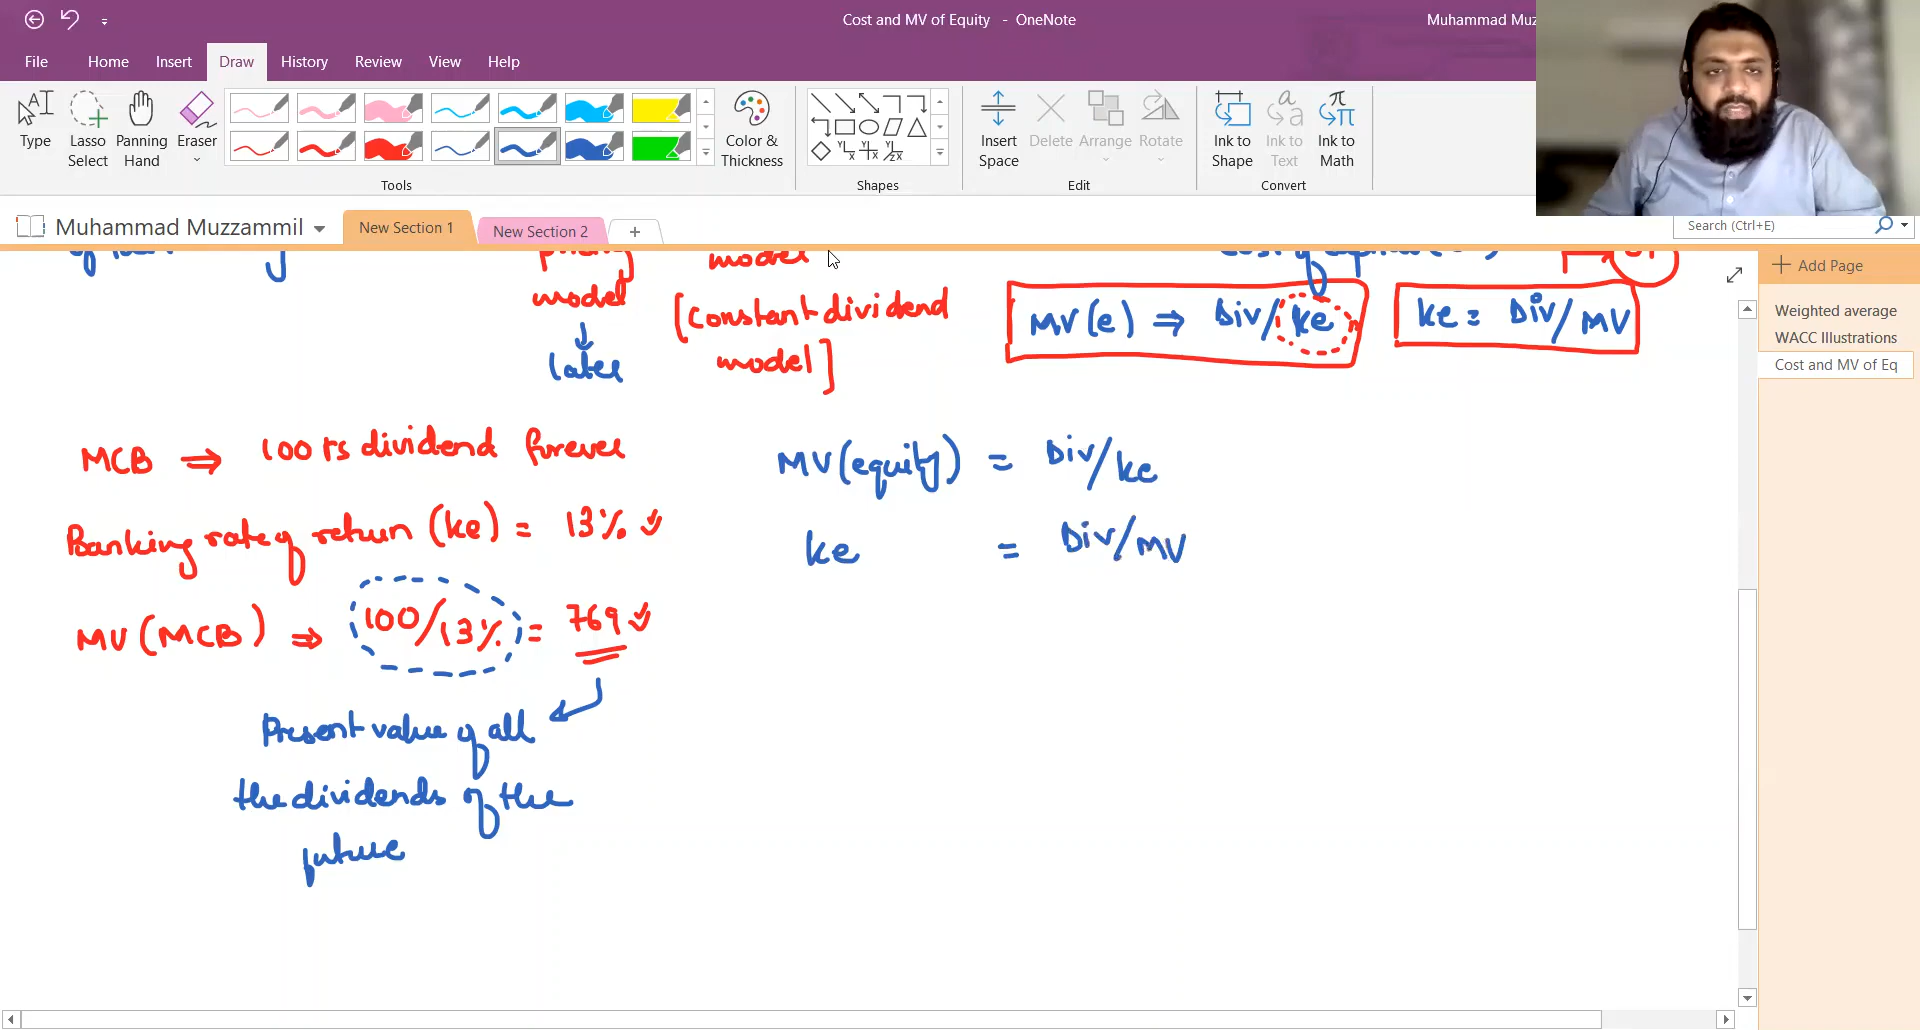 Cost and MV of Equity - OneNote
Muhammad Muzz
File Home Insert Draw History Review View Help
Type
Lasso Select
Panning Hand
Eraser
Color & Thickness
Insert Space
Delete
Arrange
Rotate
Ink to Shape
Ink to Text
Ink to Math
Tools
Shapes
Edit
Convert
Muhammad Muzzammil
New Section 1
New Section 2
Search (Ctrl+E)
Add Page
Weighted average
WACC Illustrations
Cost and MV of Eq
model
model
↓
later
[constant dividend
model]
MV(e) ⇒ Div/ke
ke = Div/MV
MCB ⇒ 100 rs dividend forever
Banking rate of return (ke) = 13%
MV(MCB) ⇒ 100/13% = 769
Present value of all
the dividends of the
future
MV(equity) = Div/ke
ke = Div/MV